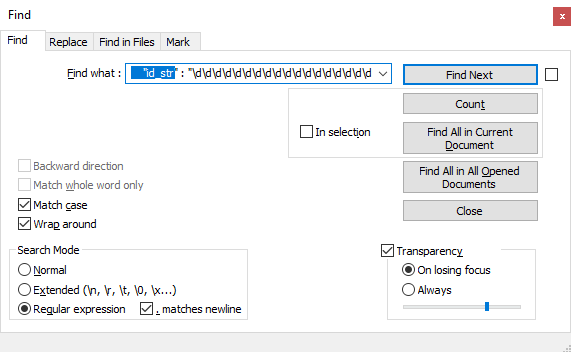 Find
Find Replace Find in Files Mark
Find what : "id_str" : "\d\d\d\d\d\d\d\d\d\d\d\d\d\d\d\d\d\d Find Next
Count
In selection Find All in Current Document
Backward direction Find All in All Opened Documents
Match whole word only
Match case Close
Wrap around
Search Mode
Normal
Extended (\n, \r, \t, \0, \x...)
Regular expression . matches newline
Transparency
On losing focus
Always